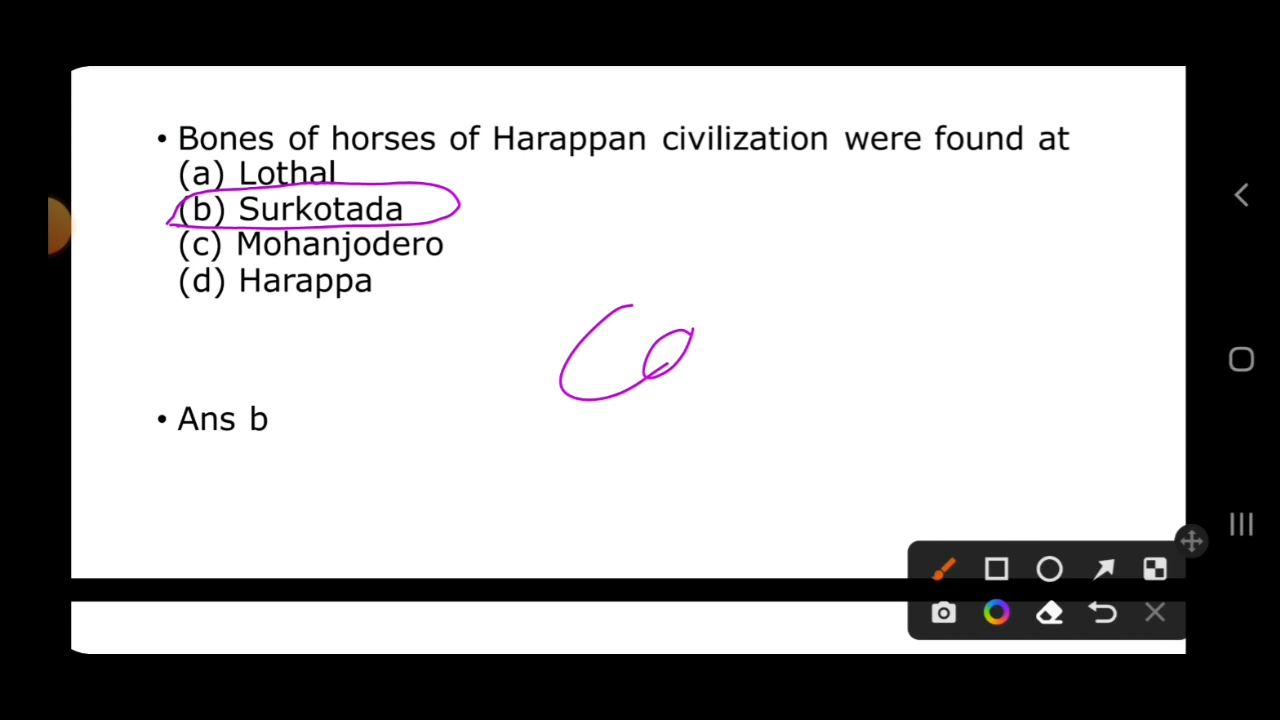 • Bones of horses of Harappan civilization were found at
(a) Lothal
(b) Surkotada
(c) Mohanjodero
(d) Harappa
• Ans b